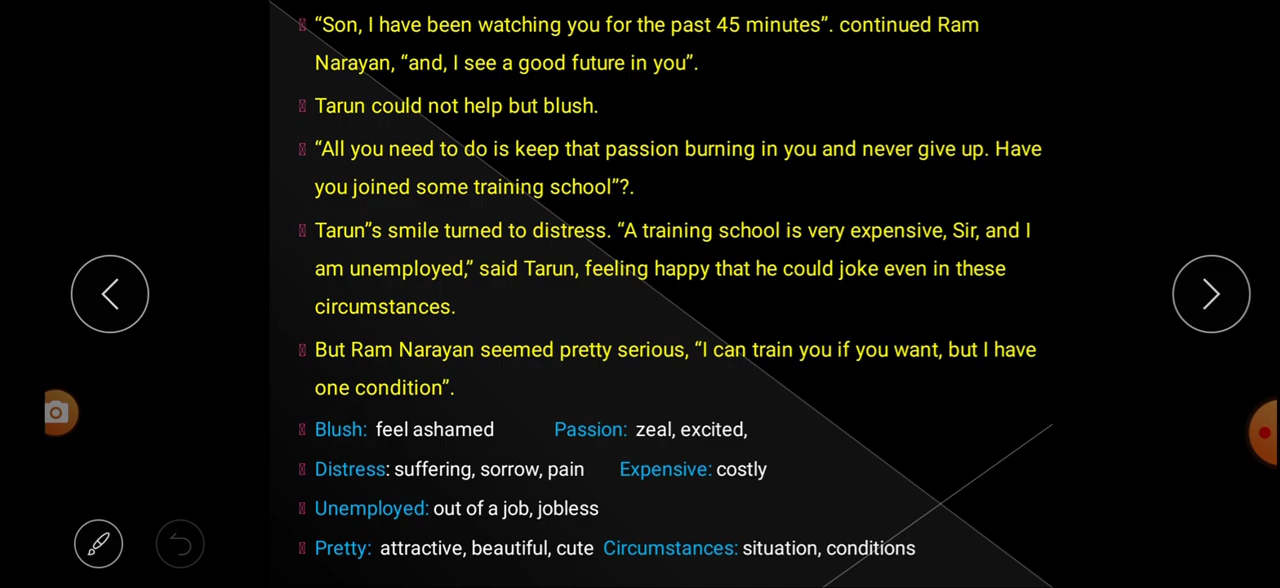 “Son, I have been watching you for the past 45 minutes”. continued Ram
Narayan, “and, I see a good future in you”.
Tarun could not help but blush.
“All you need to do is keep that passion burning in you and never give up. Have
you joined some training school”?.
Tarun”s smile turned to distress. “A training school is very expensive, Sir, and I
am unemployed,” said Tarun, feeling happy that he could joke even in these
circumstances.
But Ram Narayan seemed pretty serious, “I can train you if you want, but I have
one condition”.
Blush: feel ashamed Passion: zeal, excited,
Distress: suffering, sorrow, pain Expensive: costly
Unemployed: out of a job, jobless
Pretty: attractive, beautiful, cute Circumstances: situation, conditions